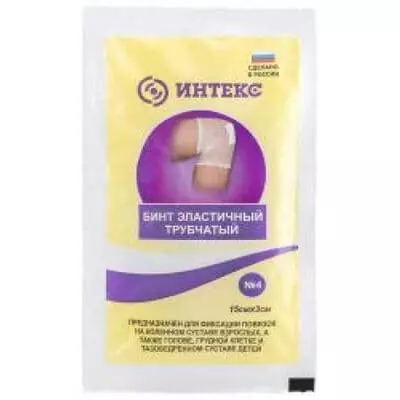 СДЕЛАНО
В РОССИИ
ИНТЕКС
БИНТ ЭЛАСТИЧНЫЙ
ТРУБЧАТЫЙ
№4
15смх3см
ПРЕДНАЗНАЧЕН ДЛЯ ФИКСАЦИИ ПОВЯЗОК
НА КОЛЕННОМ СУСТАВЕ ВЗРОСЛЫХ, А
ТАКЖЕ ГОЛОВЕ, ГРУДНОЙ КЛЕТКЕ И
ТАЗОБЕДРЕННОМ СУСТАВЕ ДЕТЕЙ